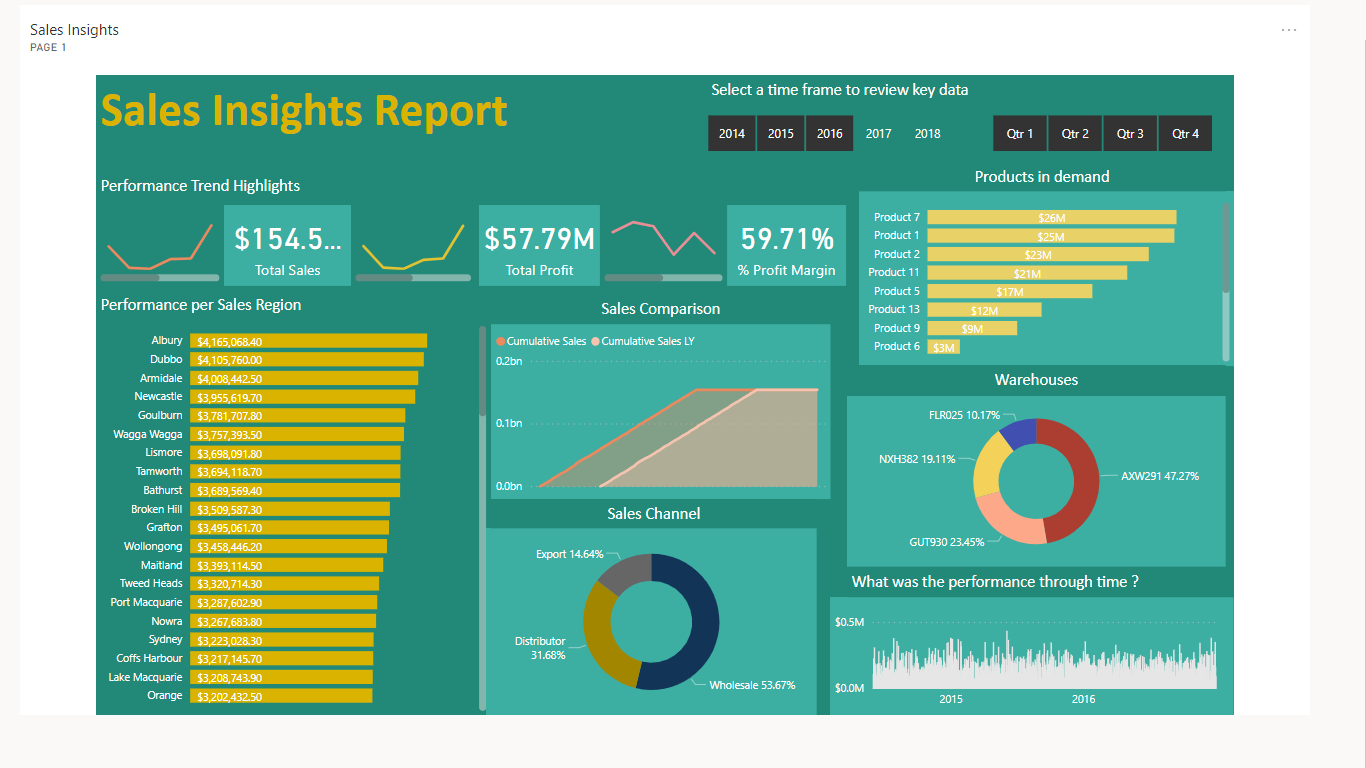 Sales Insights
PAGE 1
...
Sales Insights Report
Select a time frame to review key data
2014 2015 2016 2017 2018 Qtr 1 Qtr 2 Qtr 3 Qtr 4
Performance Trend Highlights
$154.5...
Total Sales
$57.79M
Total Profit
59.71%
% Profit Margin
Products in demand
Product 7 $26M
Product 1 $25M
Product 2 $23M
Product 11 $21M
Product 5 $17M
Product 13 $12M
Product 9 $9M
Product 6 $3M
Performance per Sales Region
Albury $4,165,068.40
Dubbo $4,105,760.00
Armidale $4,008,442.50
Newcastle $3,955,619.70
Goulburn $3,781,707.80
Wagga Wagga $3,757,393.50
Lismore $3,698,091.80
Tamworth $3,694,118.70
Bathurst $3,689,569.40
Broken Hill $3,509,587.30
Grafton $3,495,061.70
Wollongong $3,458,446.20
Maitland $3,393,114.50
Tweed Heads $3,320,714.30
Port Macquarie $3,287,602.90
Nowra $3,267,683.80
Sydney $3,223,028.30
Coffs Harbour $3,217,145.70
Lake Macquarie $3,208,743.90
Orange $3,202,432.50
Sales Comparison
Cumulative Sales Cumulative Sales LY
0.2bn
0.1bn
0.0bn
Sales Channel
Export 14.64%
Distributor
31.68%
Wholesale 53.67%
Warehouses
FLR025 10.17%
NXH382 19.11%
AXW291 47.27%
GUT930 23.45%
What was the performance through time ?
$0.5M
$0.0M
2015 2016